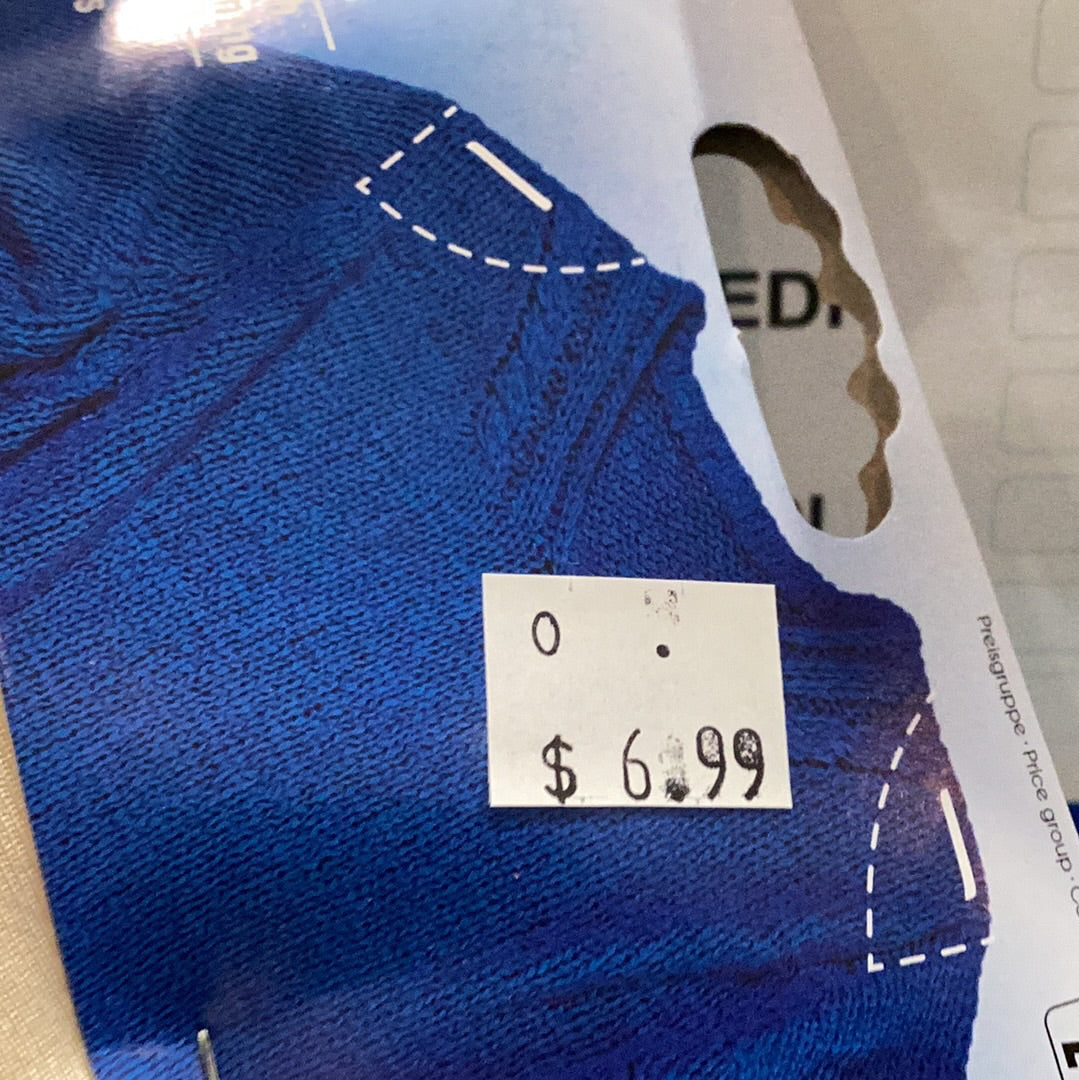 ED
0 .
$ 6.99
Preisgruppe · Price group ·